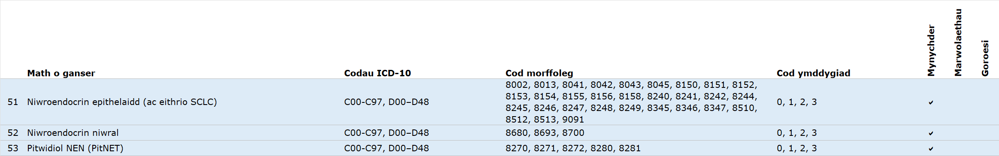 Math o ganser Codau ICD-10 Cod morffoleg Cod ymddygiad Mynychder Marwolaethau Goroesi
51 Niwroendocrin epithelaidd (ac eithrio SCLC) C00-C97, D00–D48 8002, 8013, 8041, 8042, 8043, 8045, 8150, 8151, 8152,
8153, 8154, 8155, 8156, 8158, 8240, 8241, 8242, 8244,
8245, 8246, 8247, 8248, 8249, 8345, 8346, 8347, 8510,
8512, 8513, 9091 0, 1, 2, 3 ✔
52 Niwroendocrin niwral C00-C97, D00–D48 8680, 8693, 8700 0, 1, 2, 3 ✔
53 Pitwidiol NEN (PitNET) C00-C97, D00–D48 8270, 8271, 8272, 8280, 8281 0, 1, 2, 3 ✔